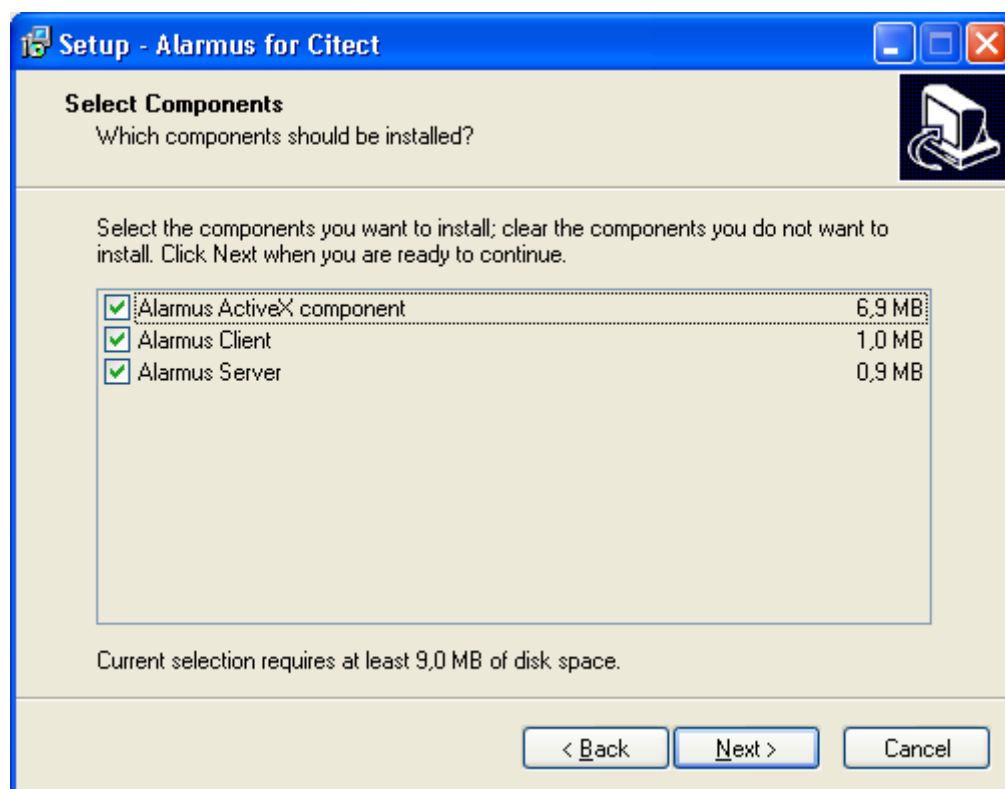 Setup - Alarmus for Citect
Select Components
Which components should be installed?
Select the components you want to install; clear the components you do not want to
install. Click Next when you are ready to continue.
Alarmus ActiveX component 6,9 MB
Alarmus Client 1,0 MB
Alarmus Server 0,9 MB
Current selection requires at least 9,0 MB of disk space.
< Back Next > Cancel